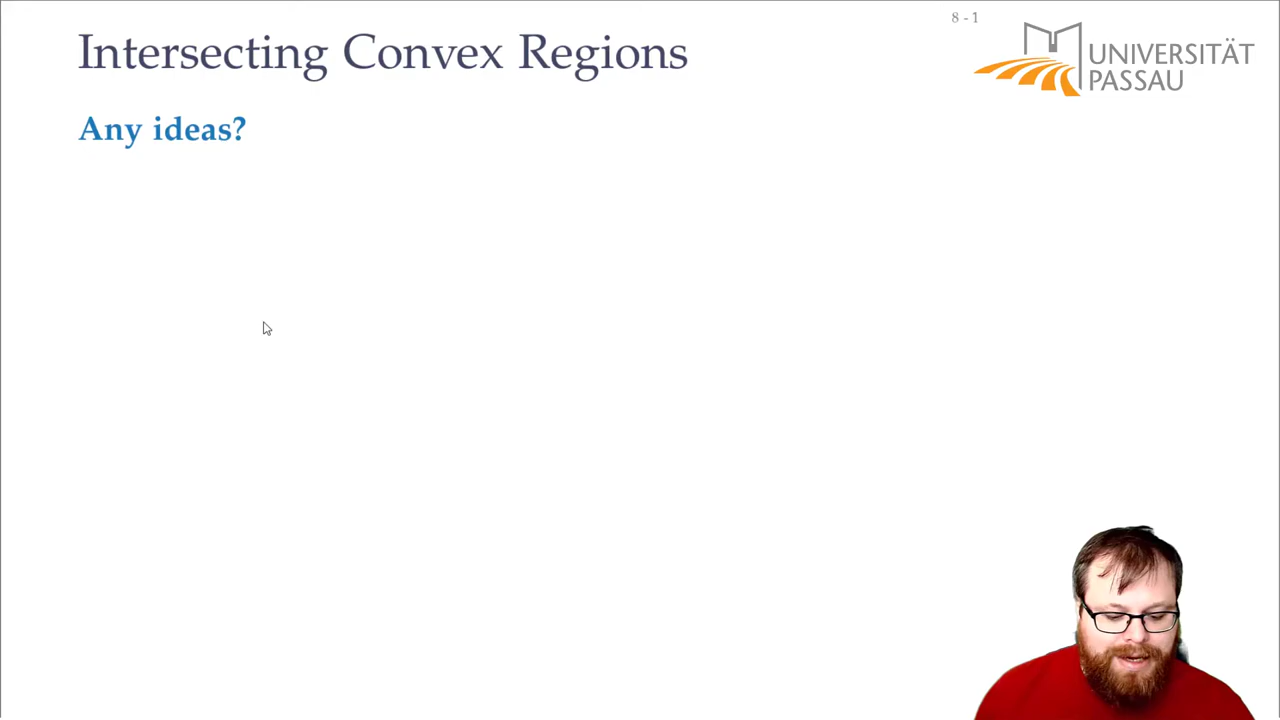 8 - 1
Intersecting Convex Regions
UNIVERSITÄT
PASSAU
Any ideas?